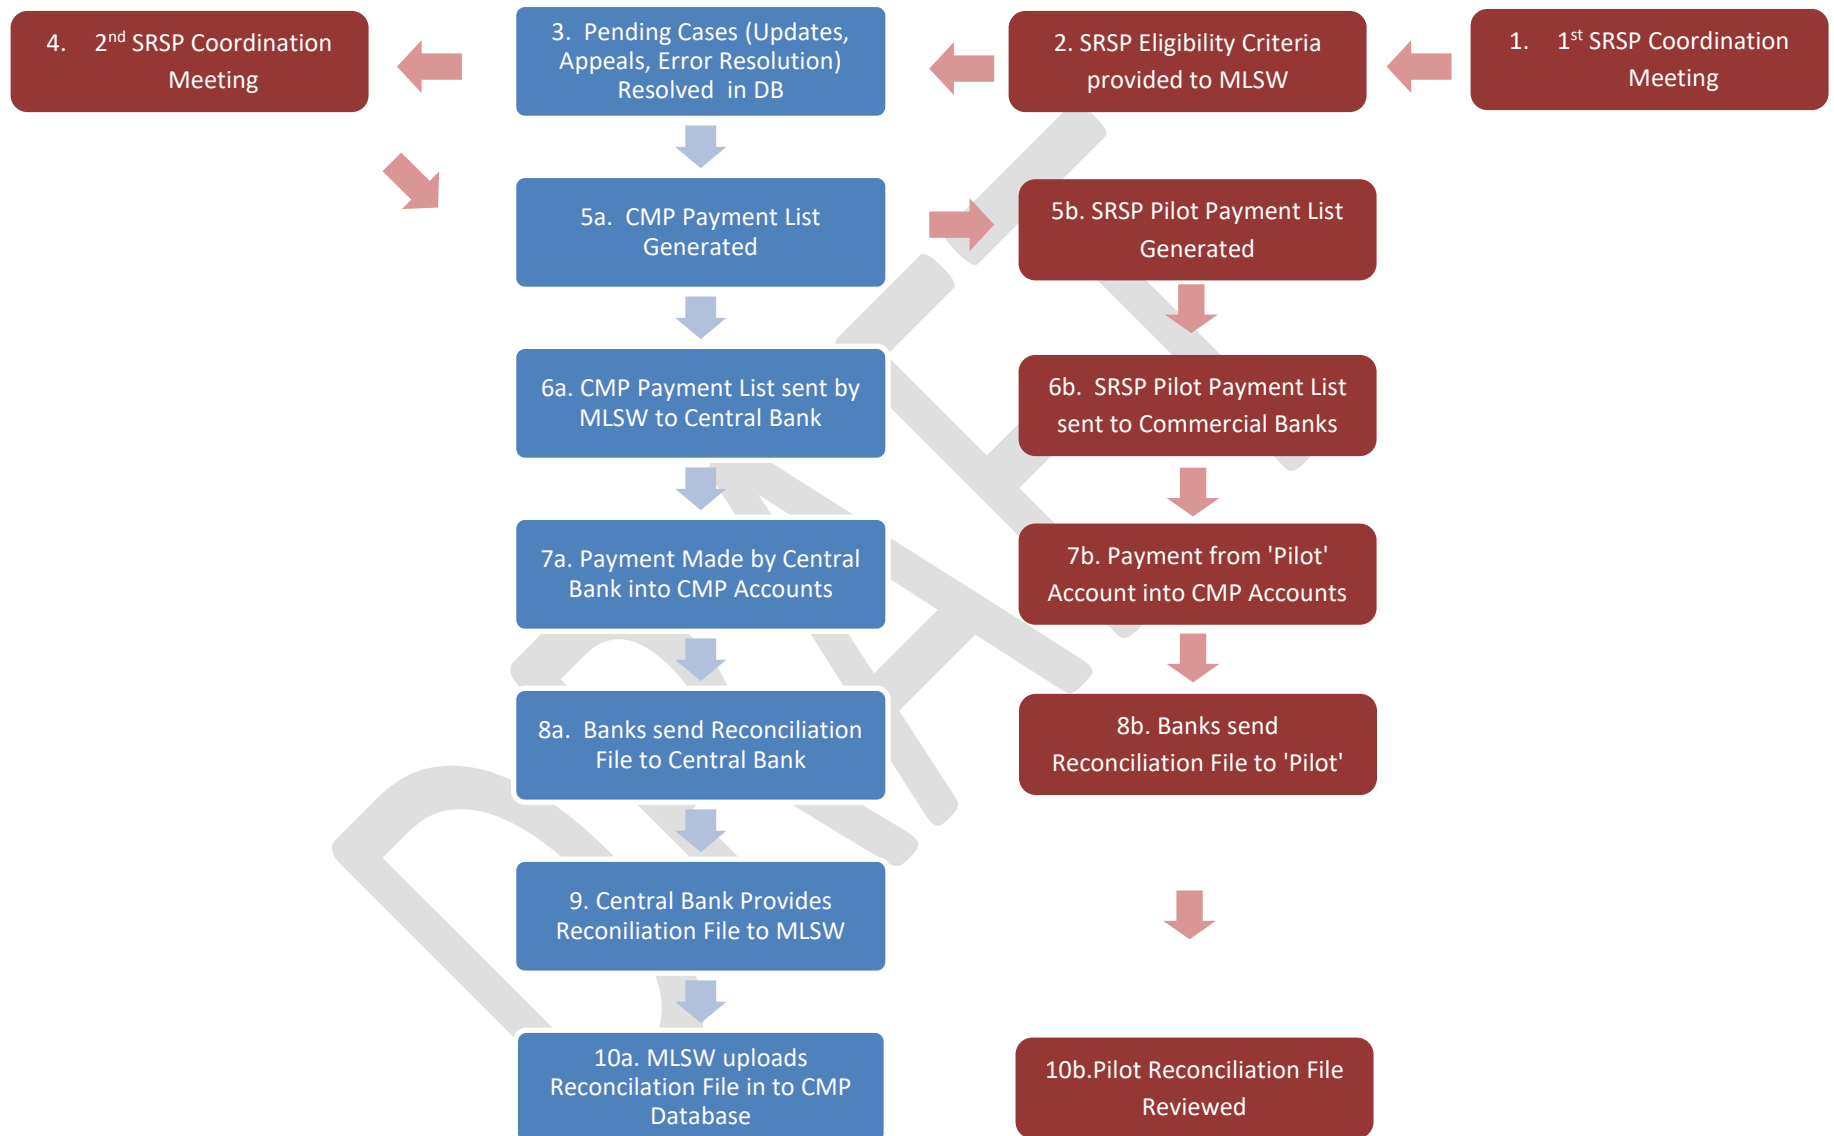 4. 2nd SRSP Coordination
Meeting
3. Pending Cases (Updates,
Appeals, Error Resolution)
Resolved in DB
2. SRSP Eligibility Criteria
provided to MLSW
1. 1st SRSP Coordination
Meeting
5a. CMP Payment List
Generated
5b. SRSP Pilot Payment List
Generated
6a. CMP Payment List sent by
MLSW to Central Bank
6b. SRSP Pilot Payment List
sent to Commercial Banks
7a. Payment Made by Central
Bank into CMP Accounts
7b. Payment from 'Pilot'
Account into CMP Accounts
8a. Banks send Reconciliation
File to Central Bank
8b. Banks send
Reconciliation File to 'Pilot'
9. Central Bank Provides
Reconiliation File to MLSW
10a. MLSW uploads
Reconcilation File in to CMP
Database
10b.Pilot Reconciliation File
Reviewed
DRAFT